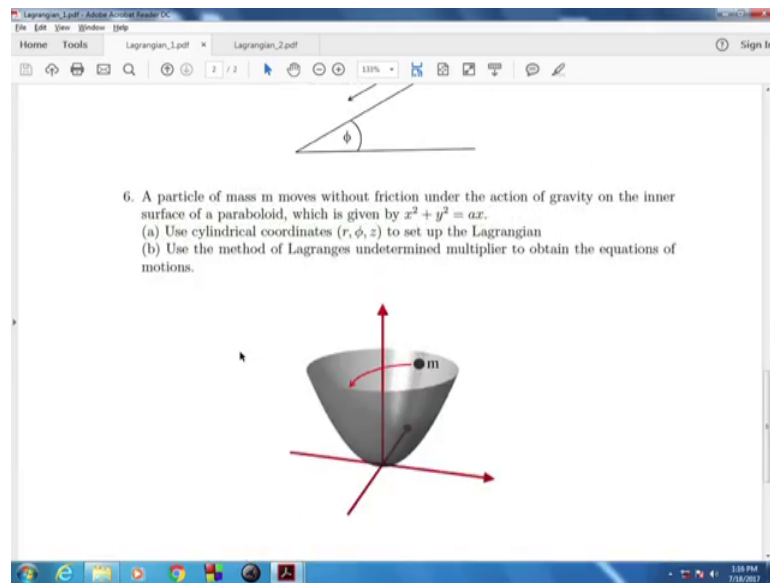 Lagrangian_1.pdf - Adobe Acrobat Reader DC
File Edit View Window Help
Home Tools Lagrangian_1.pdf × Lagrangian_2.pdf Sign In
2 / 2 133%
ϕ
6. A particle of mass m moves without friction under the action of gravity on the inner
surface of a paraboloid, which is given by x² + y² = ax.
(a) Use cylindrical coordinates (r, ϕ, z) to set up the Lagrangian
(b) Use the method of Lagranges undetermined multiplier to obtain the equations of
motions.
m
1:16 PM
7/18/2017